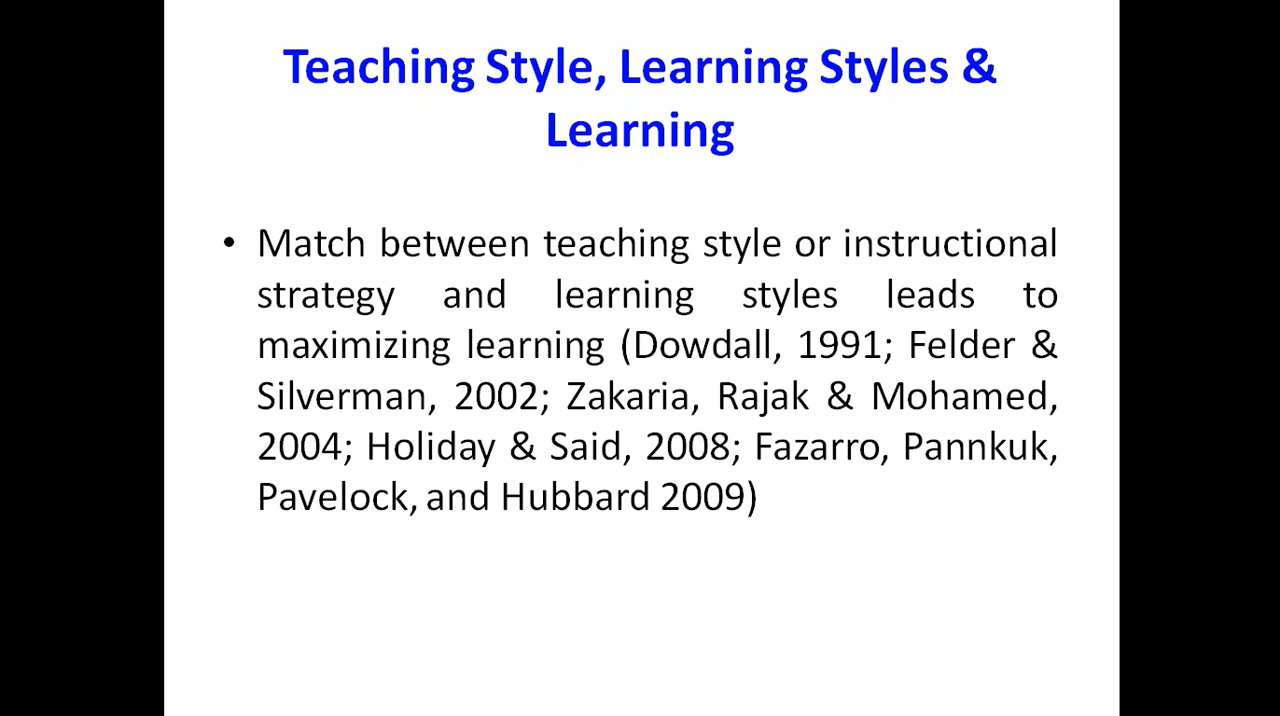 Teaching Style, Learning Styles &
Learning
• Match between teaching style or instructional
strategy and learning styles leads to
maximizing learning (Dowdall, 1991; Felder &
Silverman, 2002; Zakaria, Rajak & Mohamed,
2004; Holiday & Said, 2008; Fazarro, Pannkuk,
Pavelock, and Hubbard 2009)